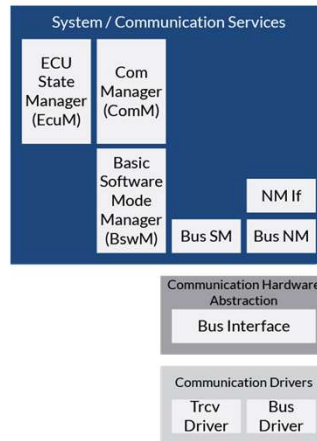 System / Communication Services
ECU
State
Manager
(EcuM)
Com
Manager
(ComM)
Basic
Software
Mode
Manager
(BswM)
Bus SM
NM If
Bus NM
Communication Hardware
Abstraction
Bus Interface
Communication Drivers
Trcv
Driver
Bus
Driver